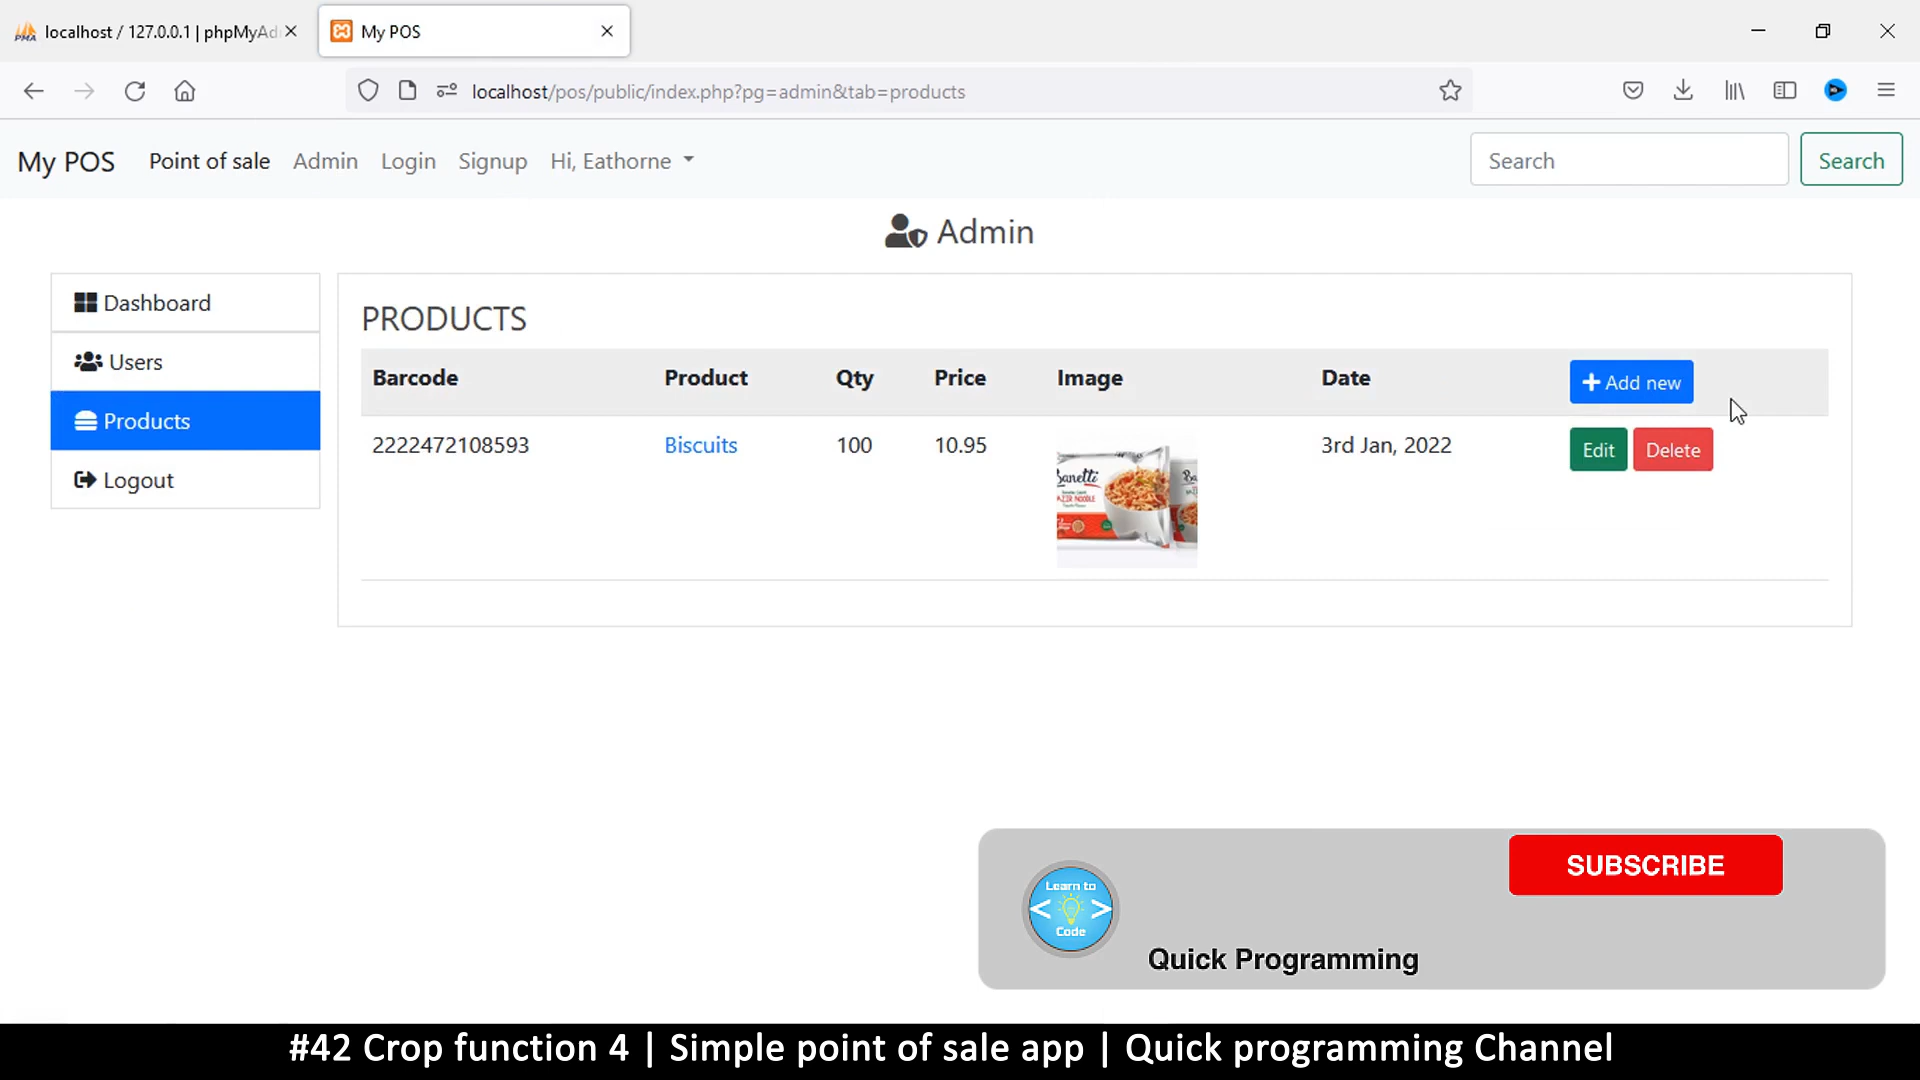 localhost / 127.0.0.1 | phpMyAd
My POS
localhost/pos/public/index.php?pg=admin&tab=products
My POS
Point of sale
Admin
Login
Signup
Hi, Eathorne
Search
Search
Admin
Dashboard
Users
Products
Logout
PRODUCTS
Barcode Product Qty Price Image Date
Add new
2222472108593 Biscuits 100 10.95 3rd Jan, 2022
Edit
Delete
SUBSCRIBE
Learn to
< >
Code
Quick Programming
#42 Crop function 4 | Simple point of sale app | Quick programming Channel